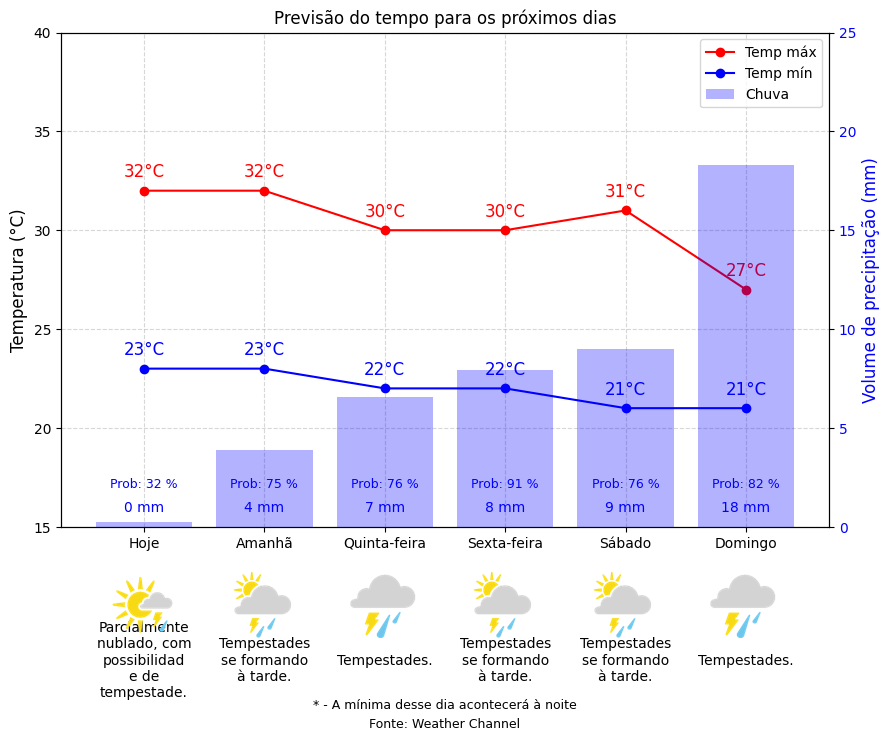 Previsão do tempo para os próximos dias
Temperatura (°C)
40
35
30
25
20
15
Volume de precipitação (mm)
25
20
15
10
5
0
Temp máx
Temp mín
Chuva
32°C
32°C
30°C
30°C
31°C
27°C
23°C
23°C
22°C
22°C
21°C
21°C
Prob: 32 %
Prob: 75 %
Prob: 76 %
Prob: 91 %
Prob: 76 %
Prob: 82 %
0 mm
4 mm
7 mm
8 mm
9 mm
18 mm
Hoje
Amanhã
Quinta-feira
Sexta-feira
Sábado
Domingo
Parcialmente
nublado, com
possibilidad
e de
tempestade.
Tempestades
se formando
à tarde.
Tempestades.
Tempestades
se formando
à tarde.
Tempestades
se formando
à tarde.
Tempestades.
* - A mínima desse dia acontecerá à noite
Fonte: Weather Channel